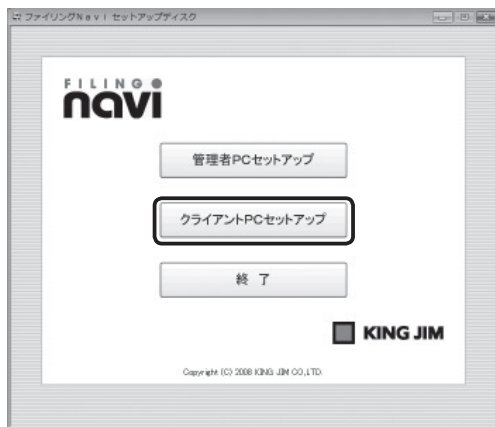 ファイリングNavi セットアップディスク
FILING
navi
管理者PCセットアップ
クライアントPCセットアップ
終 了
KING JIM
Copyright (C) 2008 KING JIM CO.,LTD.